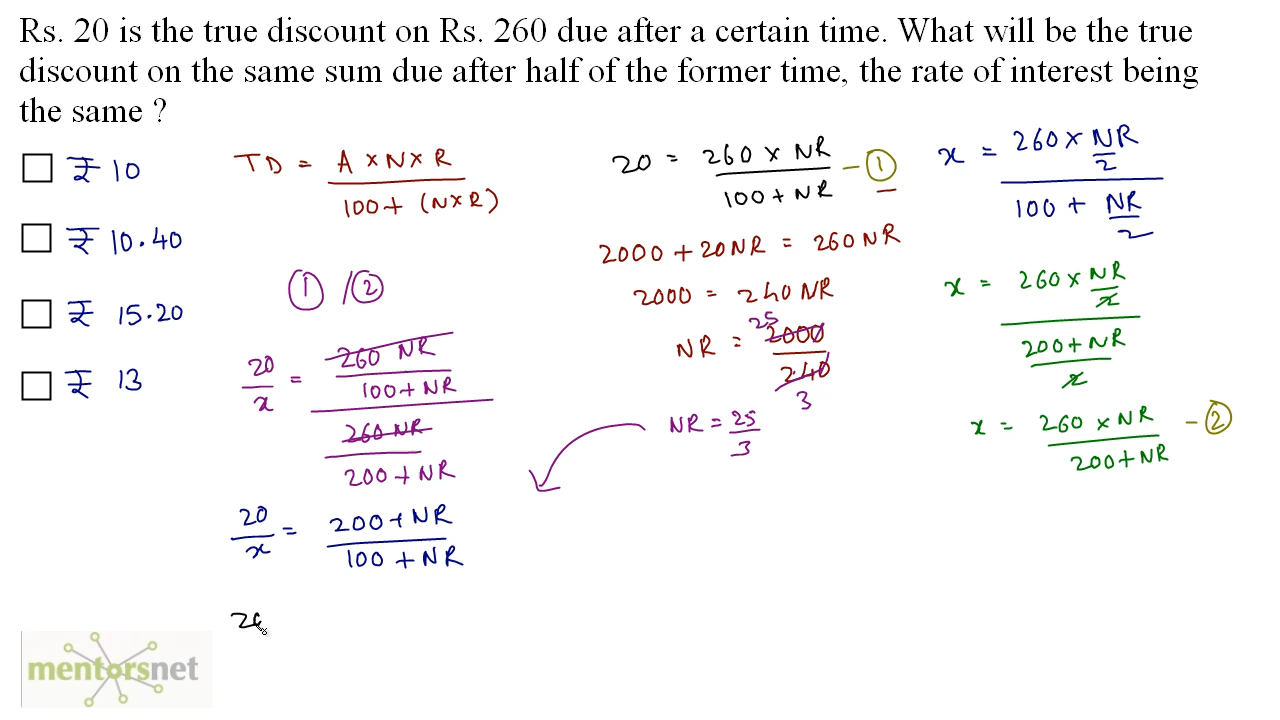 Rs. 20 is the true discount on Rs. 260 due after a certain time. What will be the true
discount on the same sum due after half of the former time, the rate of interest being
the same ?
₹ 10
₹ 10.40
₹ 15.20
₹ 13
TD = A × N × R
100 + (N × R)
① / ②
20 = 260 NR
x 100 + NR
260 NR
200 + NR
20 = 200 + NR
x 100 + NR
20 = 260 × NR – ①
100 + NR
2000 + 20NR = 260NR
2000 = 240 NR
25
NR = 2000
240
3
NR = 25
3
x = 260 × NR
2
100 + NR
2
x = 260 × NR
2
200 + NR
2
x = 260 × NR – ②
200 + NR
mentorsnet